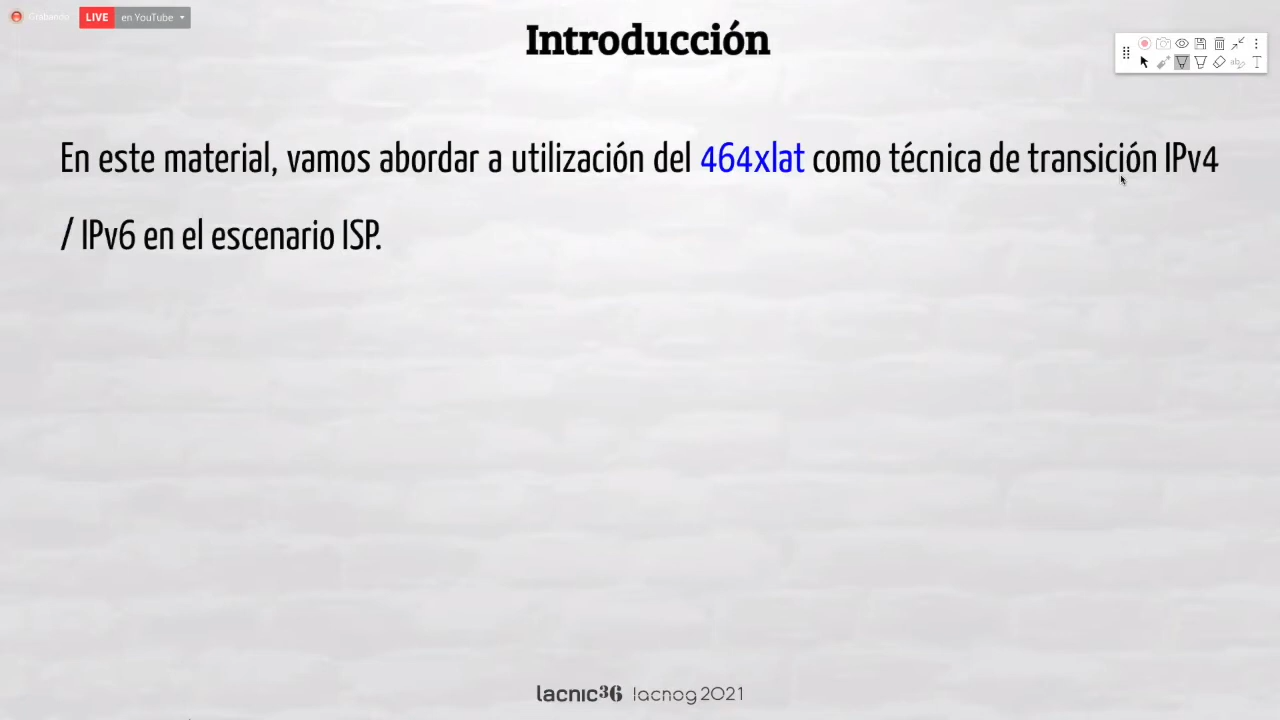 Grabando
LIVE en YouTube
Introducción
En este material, vamos abordar a utilización del 464xlat como técnica de transición IPv4
/ IPv6 en el escenario ISP.
lacnic36 lacnog 2021